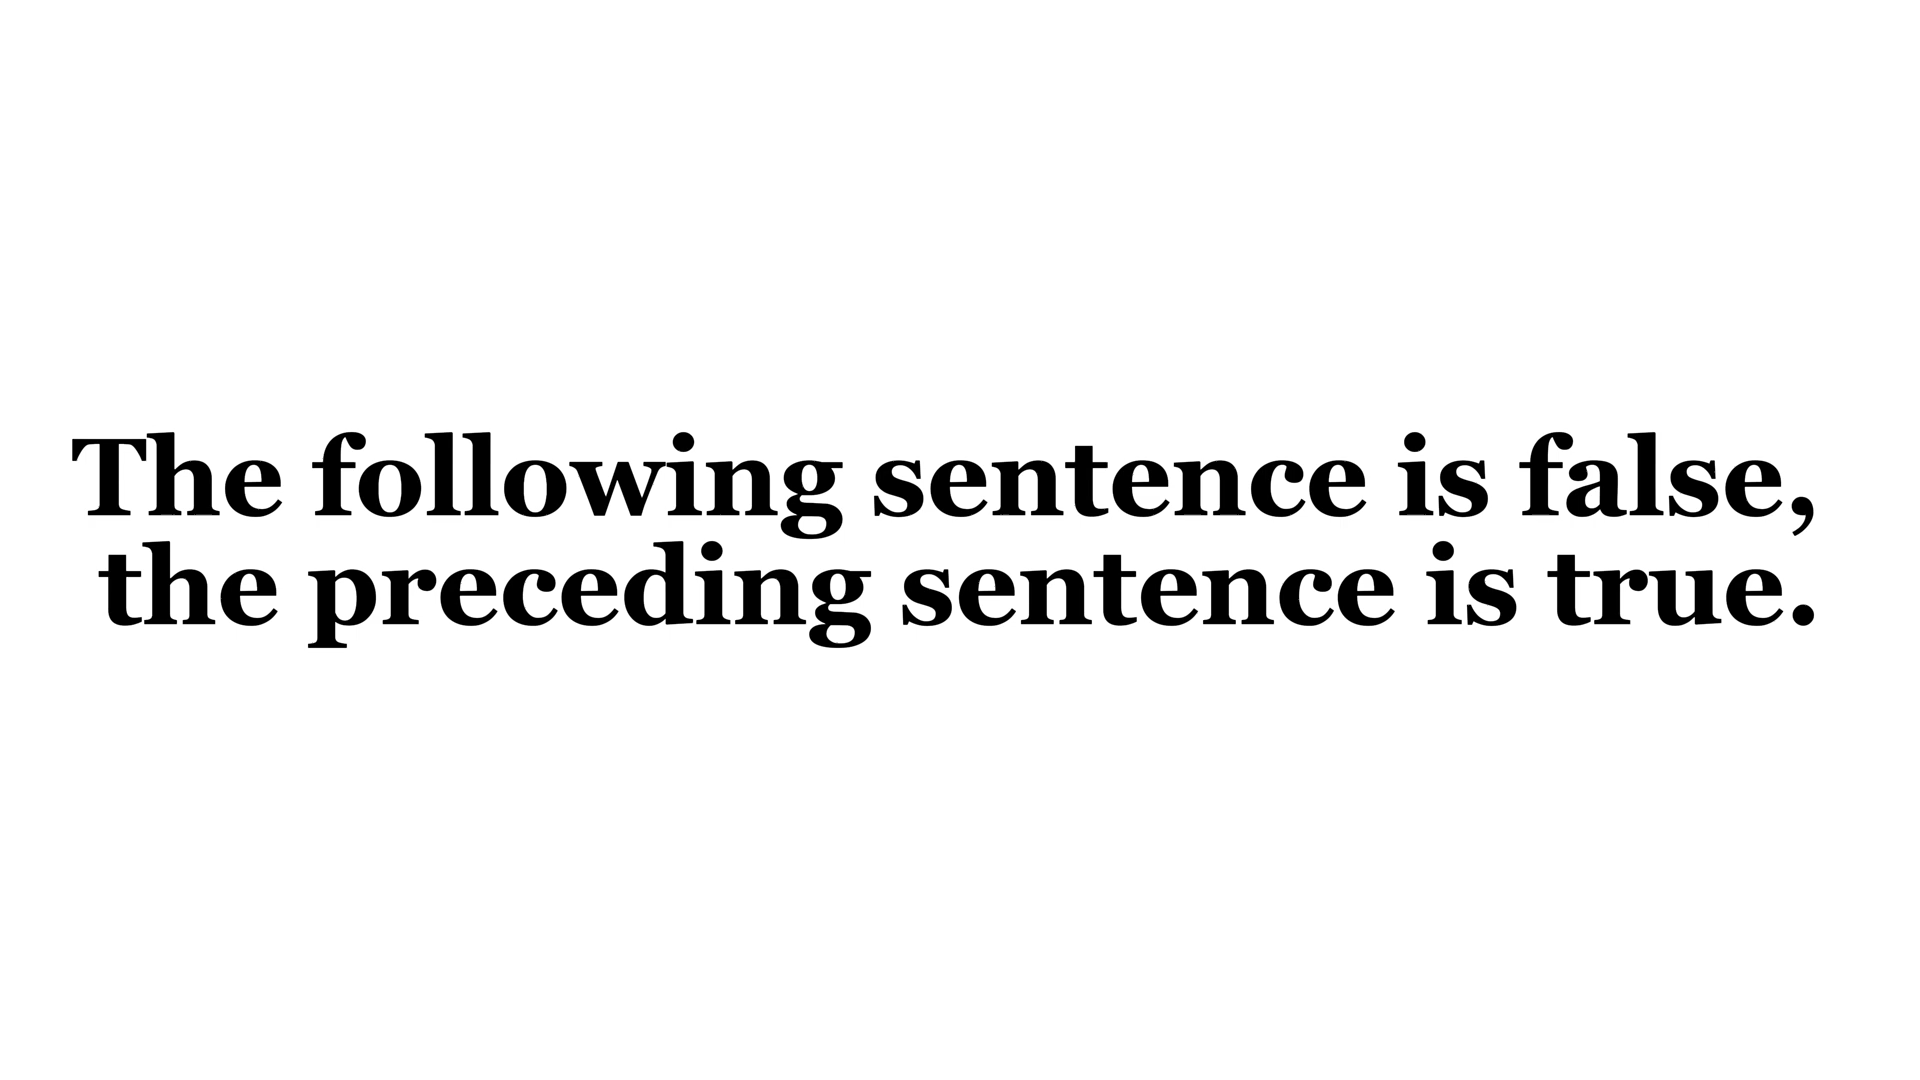 The following sentence is false,
the preceding sentence is true.